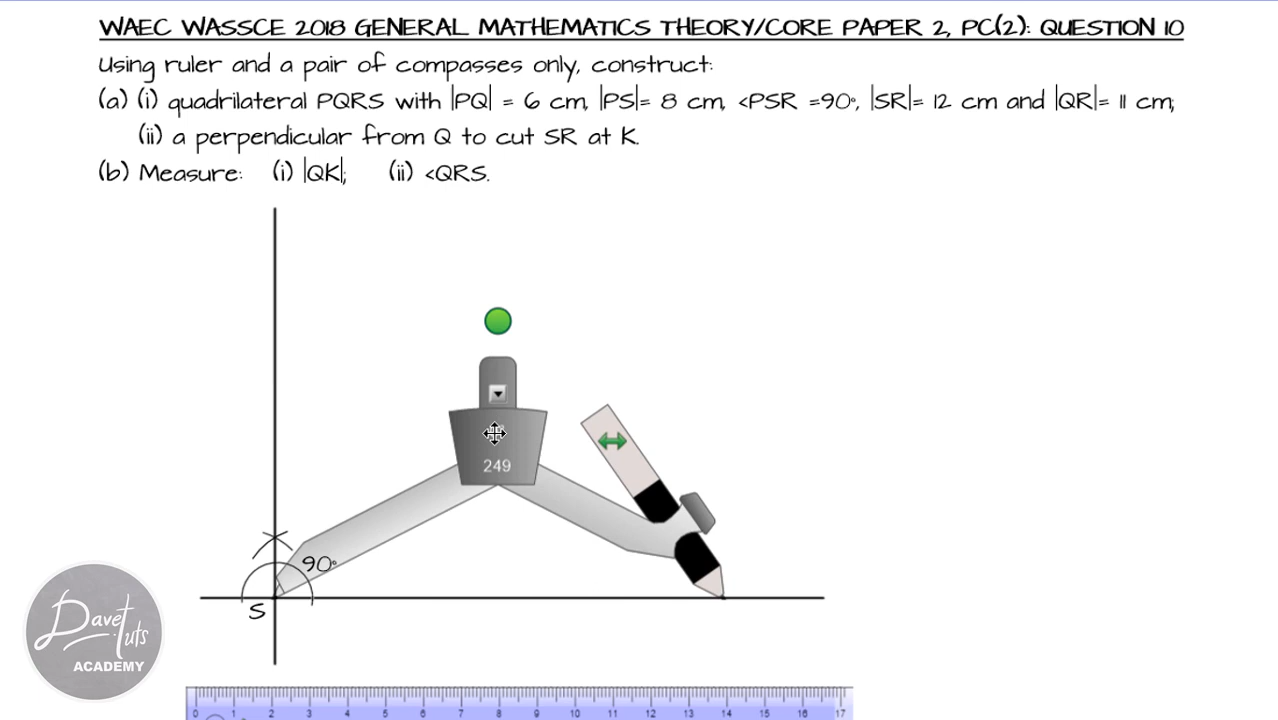 WAEC WASSCE 2018 GENERAL MATHEMATICS THEORY/CORE PAPER 2, PC(2): QUESTION 10
Using ruler and a pair of compasses only, construct:
(a) (i) quadrilateral PQRS with |PQ| = 6 cm, |PS|= 8 cm, <PSR =90°, |SR|= 12 cm and |QR|= 11 cm;
(ii) a perpendicular from Q to cut SR at K.
(b) Measure: (i) |QK|; (ii) <QRS.
249
90°
S
Dave Tuts
ACADEMY
0 1 2 3 4 5 6 7 8 9 10 11 12 13 14 15 16 17